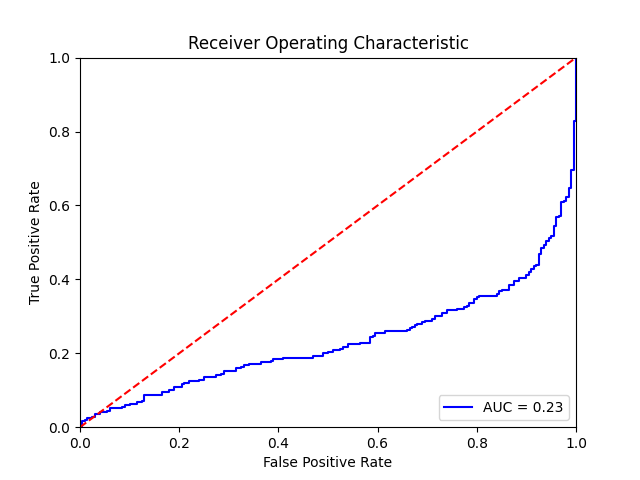 Receiver Operating Characteristic
True Positive Rate
1.0
0.8
0.6
0.4
0.2
0.0
AUC = 0.23
0.0 0.2 0.4 0.6 0.8 1.0
False Positive Rate